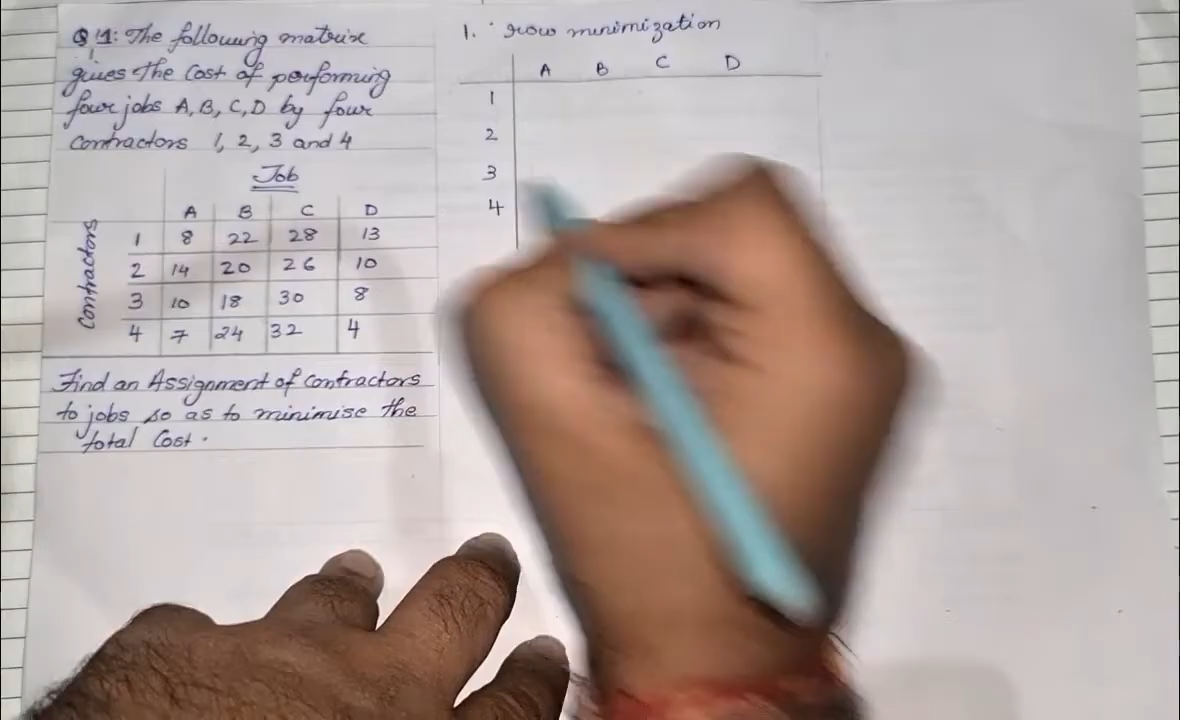 Q 1: The following matrix
gives the Cost of performing
four jobs A, B, C, D by four
Contractors 1, 2, 3 and 4
Job
A B C D
Contractors
1 8 22 28 13
2 14 20 26 10
3 10 18 30 8
4 7 24 32 4
Find an Assignment of Contractors
to jobs so as to minimise the
total Cost.
1. row minimization
A B C D
1
2
3
4